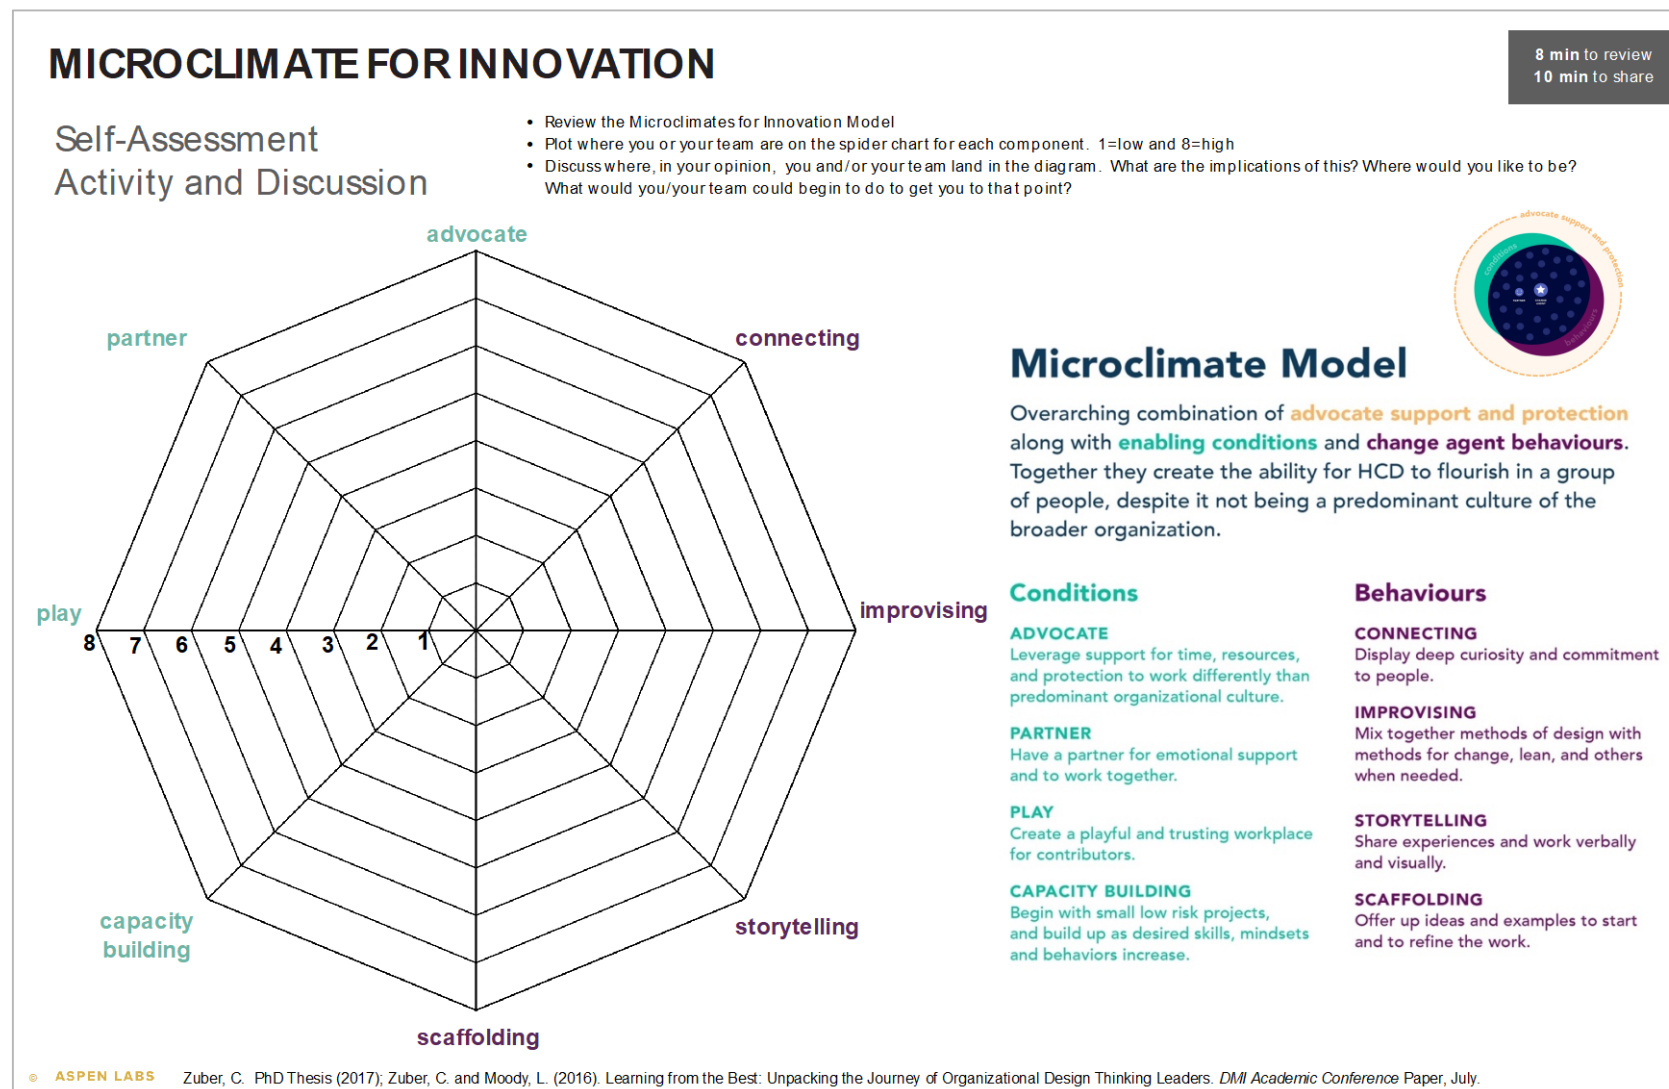 MICROCLIMATE FOR INNOVATION
8 min to review
10 min to share
Self-Assessment
Activity and Discussion
• Review the Microclimates for Innovation Model
• Plot where you or your team are on the spider chart for each component. 1=low and 8=high
• Discuss where, in your opinion, you and/or your team land in the diagram. What are the implications of this? Where would you like to be?
What would you/your team could begin to do to get you to that point?
advocate
partner
connecting
play
improvising
8 7 6 5 4 3 2 1
capacity
building
storytelling
scaffolding
advocate support and protection
conditions
behaviours
Microclimate Model
Overarching combination of advocate support and protection
along with enabling conditions and change agent behaviours.
Together they create the ability for HCD to flourish in a group
of people, despite it not being a predominant culture of the
broader organization.
Conditions
ADVOCATE
Leverage support for time, resources,
and protection to work differently than
predominant organizational culture.
PARTNER
Have a partner for emotional support
and to work together.
PLAY
Create a playful and trusting workplace
for contributors.
CAPACITY BUILDING
Begin with small low risk projects,
and build up as desired skills, mindsets
and behaviors increase.
Behaviours
CONNECTING
Display deep curiosity and commitment
to people.
IMPROVISING
Mix together methods of design with
methods for change, lean, and others
when needed.
STORYTELLING
Share experiences and work verbally
and visually.
SCAFFOLDING
Offer up ideas and examples to start
and to refine the work.
© ASPEN LABS
Zuber, C. PhD Thesis (2017); Zuber, C. and Moody, L. (2016). Learning from the Best: Unpacking the Journey of Organizational Design Thinking Leaders. DMI Academic Conference Paper, July.